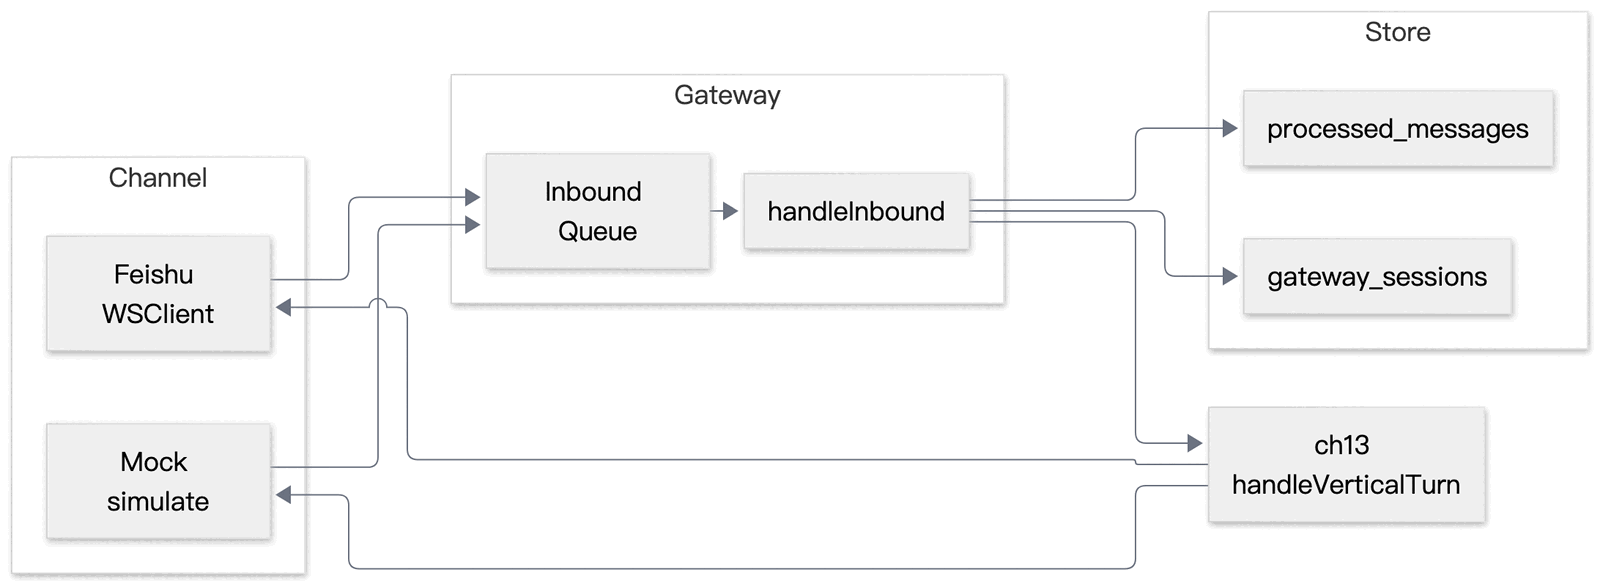 Channel
Feishu
WSClient
Mock
simulate
Gateway
Inbound
Queue
handleInbound
Store
processed_messages
gateway_sessions
ch13
handleVerticalTurn